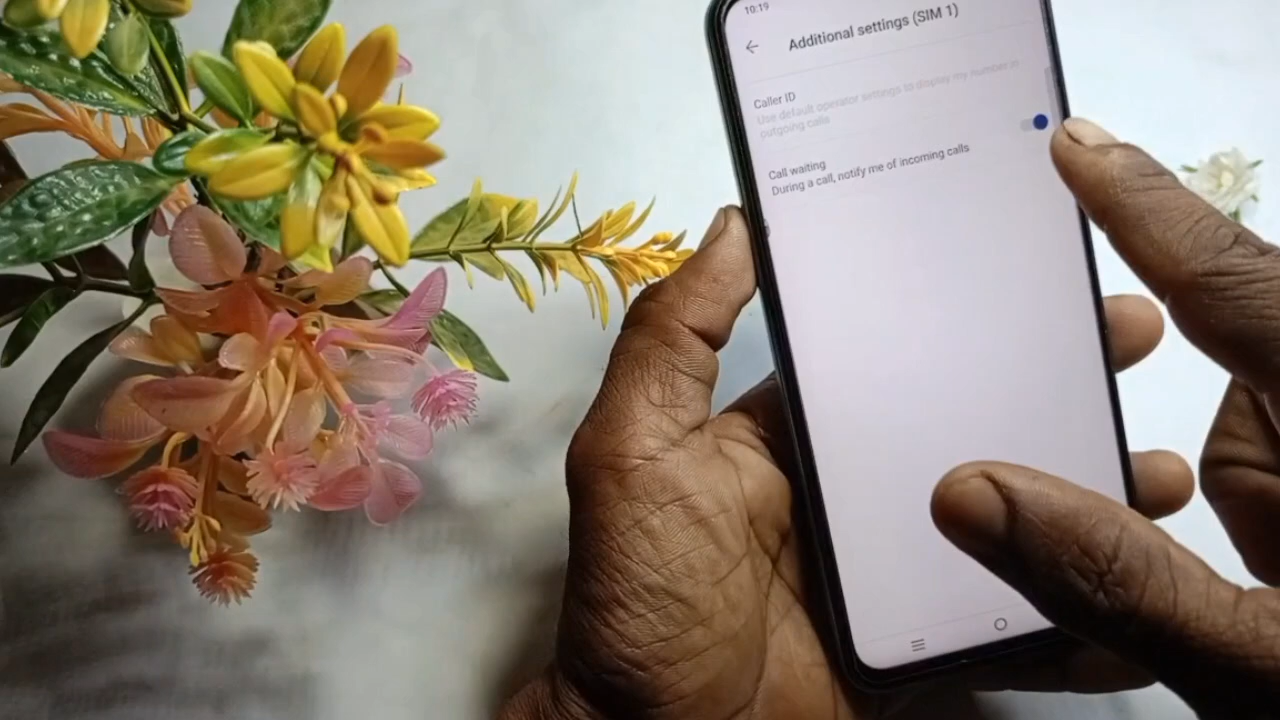 10:19
Additional settings (SIM 1)
Caller ID
Use default operator settings to display my number in
outgoing calls
Call waiting
During a call, notify me of incoming calls